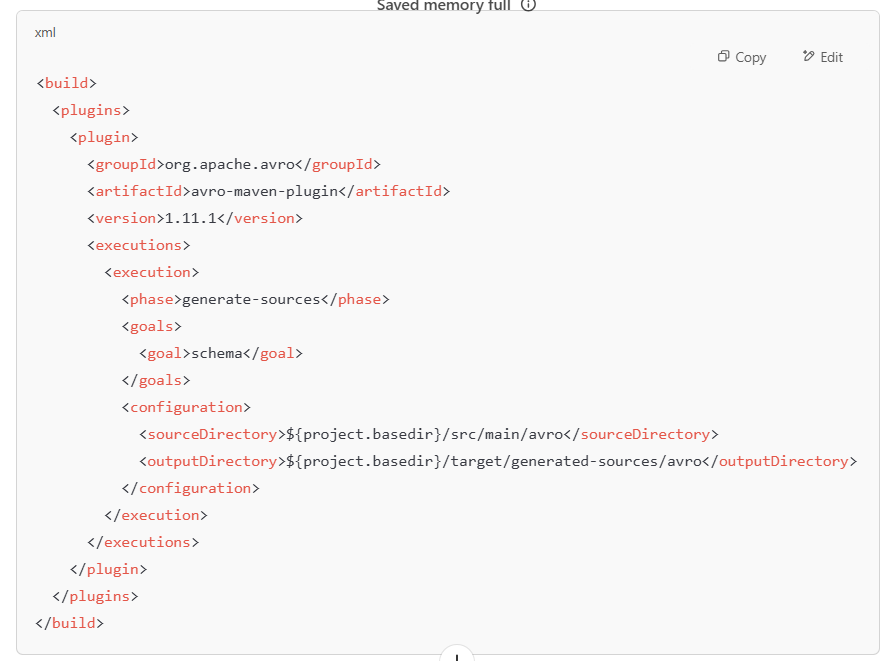 Saved memory full
xml
Copy Edit
<build>
  <plugins>
    <plugin>
      <groupId>org.apache.avro</groupId>
      <artifactId>avro-maven-plugin</artifactId>
      <version>1.11.1</version>
      <executions>
        <execution>
          <phase>generate-sources</phase>
          <goals>
            <goal>schema</goal>
          </goals>
          <configuration>
            <sourceDirectory>${project.basedir}/src/main/avro</sourceDirectory>
            <outputDirectory>${project.basedir}/target/generated-sources/avro</outputDirectory>
          </configuration>
        </execution>
      </executions>
    </plugin>
  </plugins>
</build>